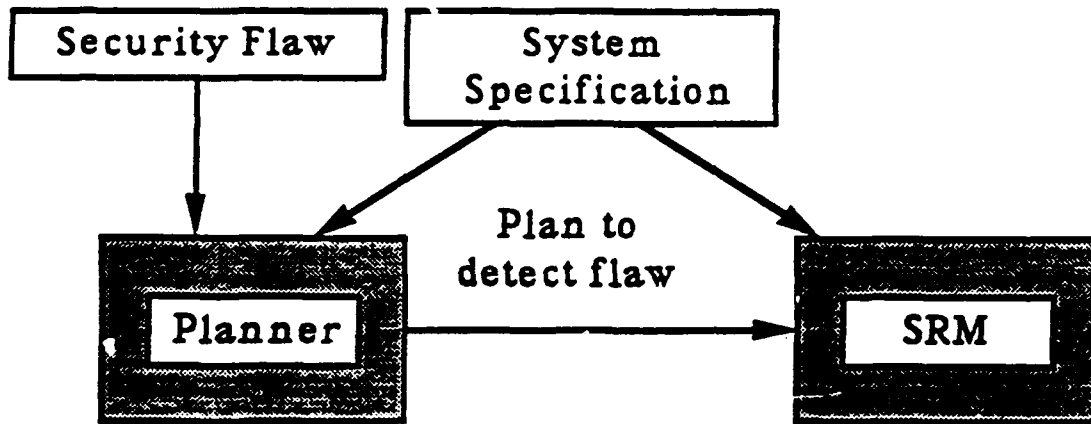 Security Flaw
System
Specification
Plan to
detect flaw
Planner
SRM